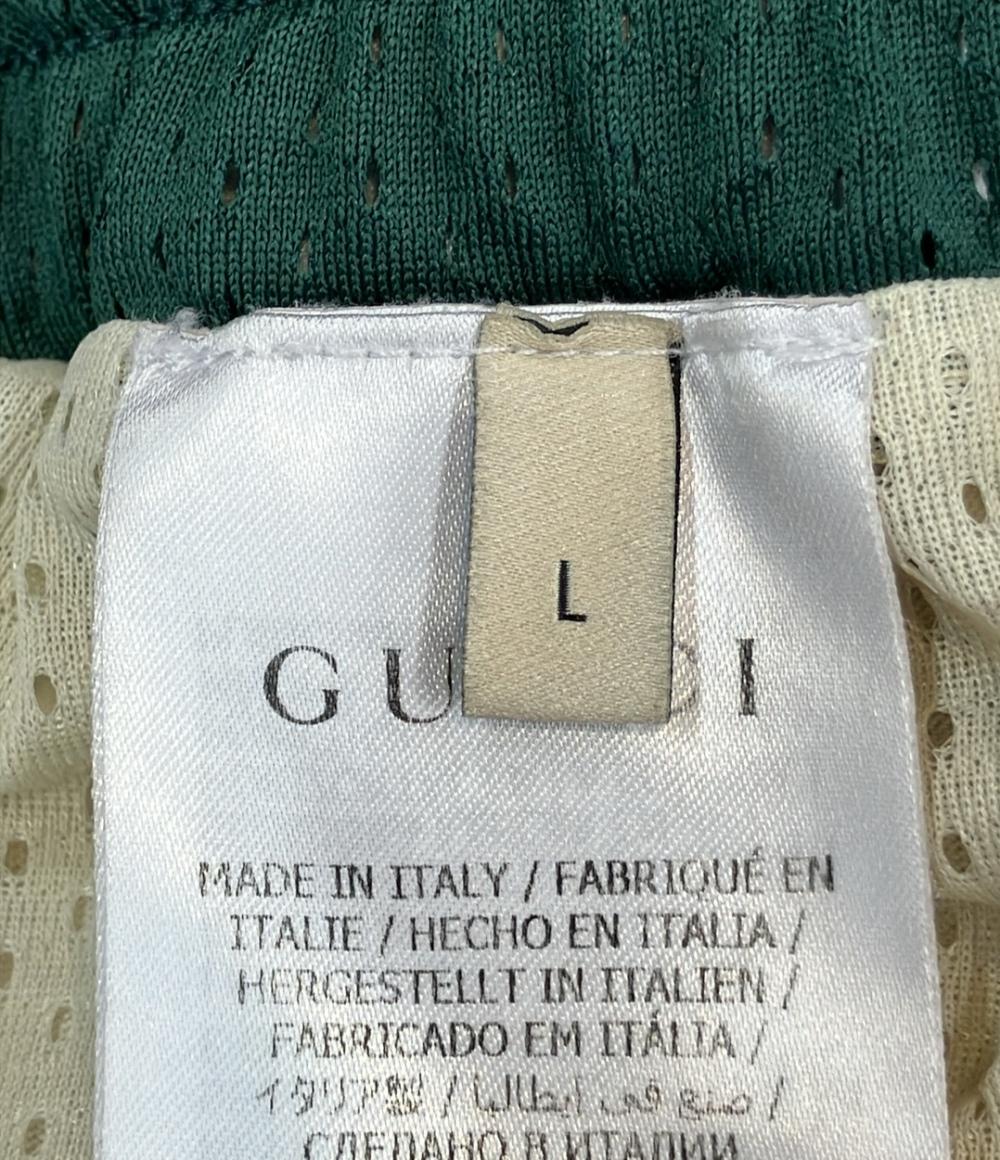 L
GU I
MADE IN ITALY / FABRIQUÉ EN
ITALIE / HECHO EN ITALIA /
HERGESTELLT IN ITALIEN /
FABRICADO EM ITÁLIA /
イタリア製 / صنع في إيطاليا /
СДЕЛАНО В ИТАЛИИ